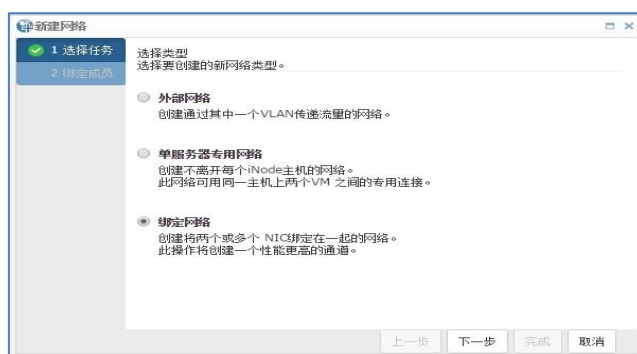 新建网络
1 选择任务
2 绑定成员
选择类型
选择要创建的新网络类型。
外部网络
创建通过其中一个VLAN传递流量的网络。
单服务器专用网络
创建不离开每个iNode主机的网络。
此网络可用同一主机上两个VM 之间的专用连接。
绑定网络
创建将两个或多个 NIC绑定在一起的网络。
此操作将创建一个性能更高的通道。
上一步 下一步 完成 取消